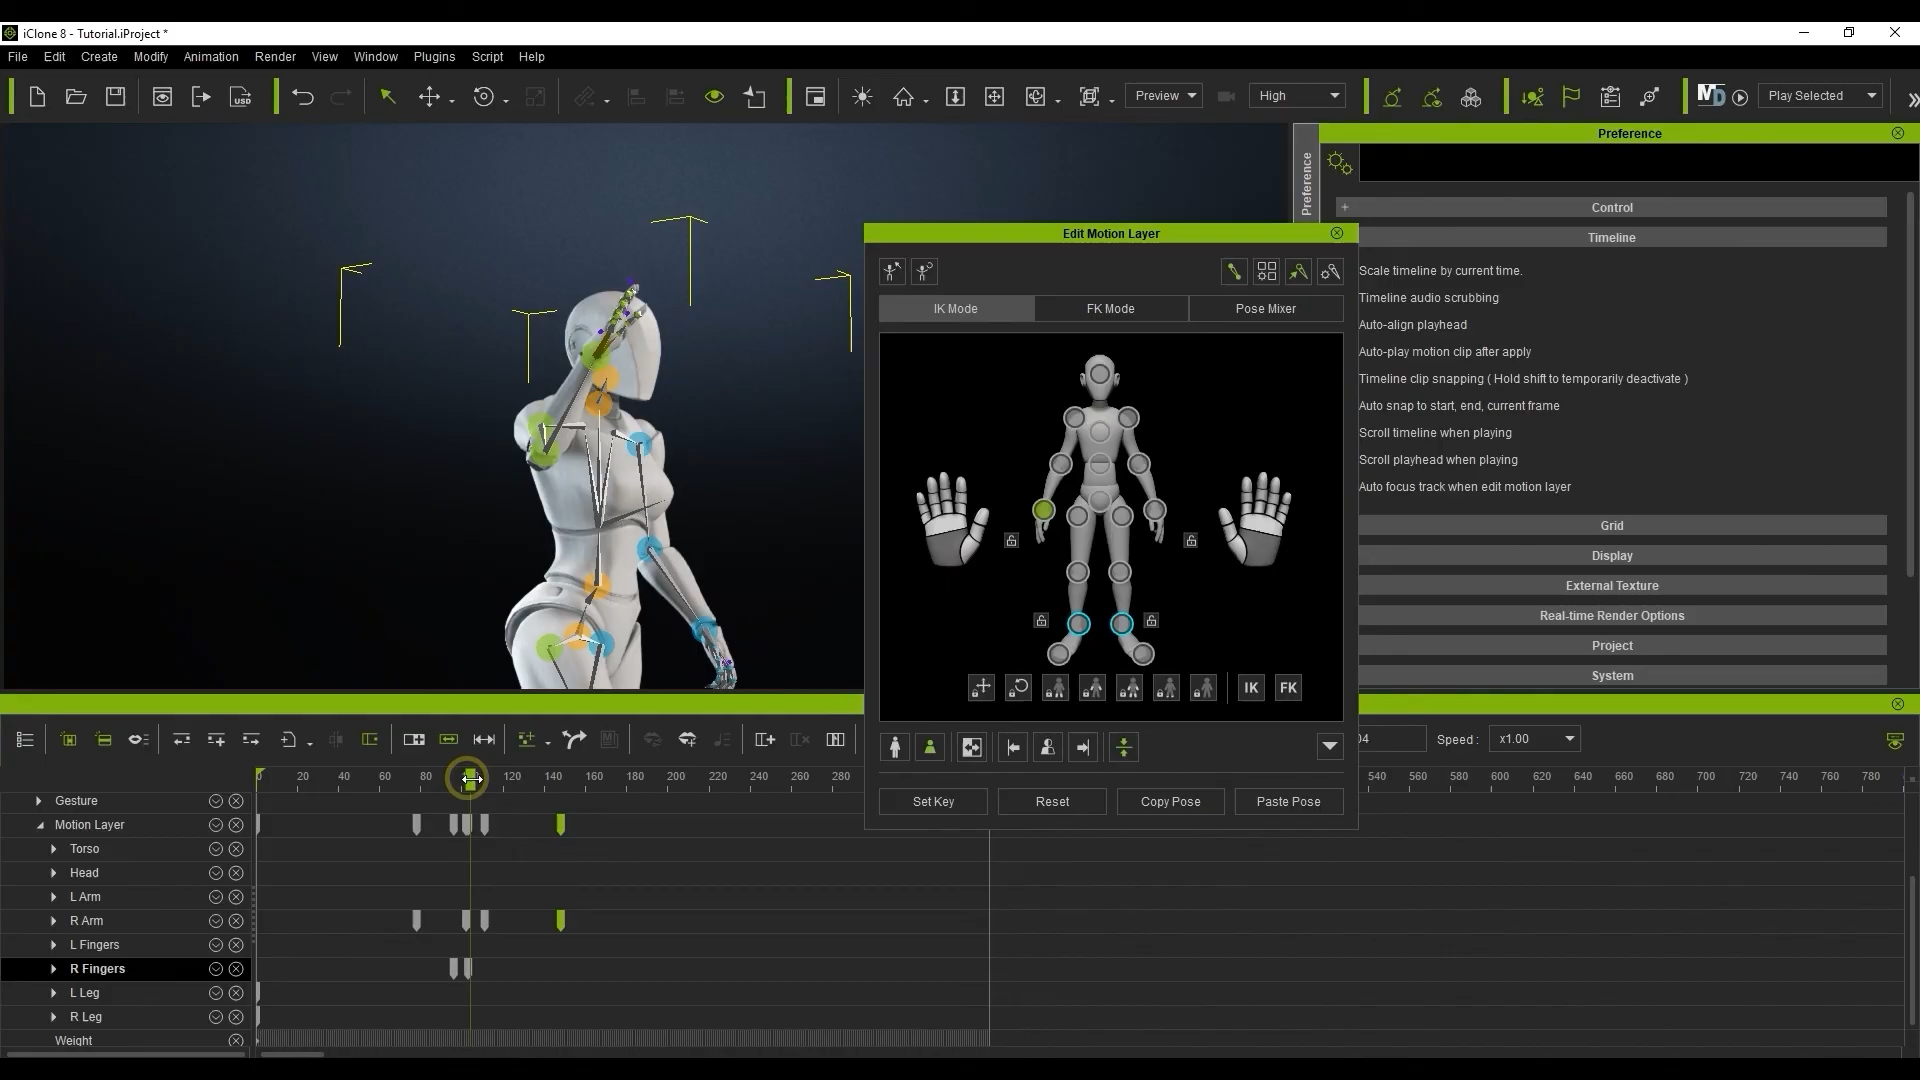 iClone 8 - Tutorial.iProject *
File Edit Create Modify Animation Render View Window Plugins Script Help
USD Preview High MD Play Selected
Preference
Preference
Control
Timeline
Scale timeline by current time.
Timeline audio scrubbing
Auto-align playhead
Auto-play motion clip after apply
Timeline clip snapping ( Hold shift to temporarily deactivate )
Auto snap to start, end, current frame
Scroll timeline when playing
Scroll playhead when playing
Auto focus track when edit motion layer
Grid
Display
External Texture
Real-time Render Options
Project
System
Edit Motion Layer
IK Mode FK Mode Pose Mixer
IK FK
Set Key Reset Copy Pose Paste Pose
04 Speed : x1.00
0 20 40 60 80 120 140 160 180 200 220 240 260 280 540 560 580 600 620 640 660 680 700 720 740 760 780
Gesture
Motion Layer
Torso
Head
L Arm
R Arm
L Fingers
R Fingers
L Leg
R Leg
Weight